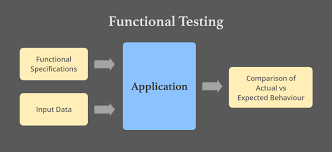 Functional Testing
Functional
Specifications
Input Data
Application
Comparison of
Actual vs
Expected Behaviour